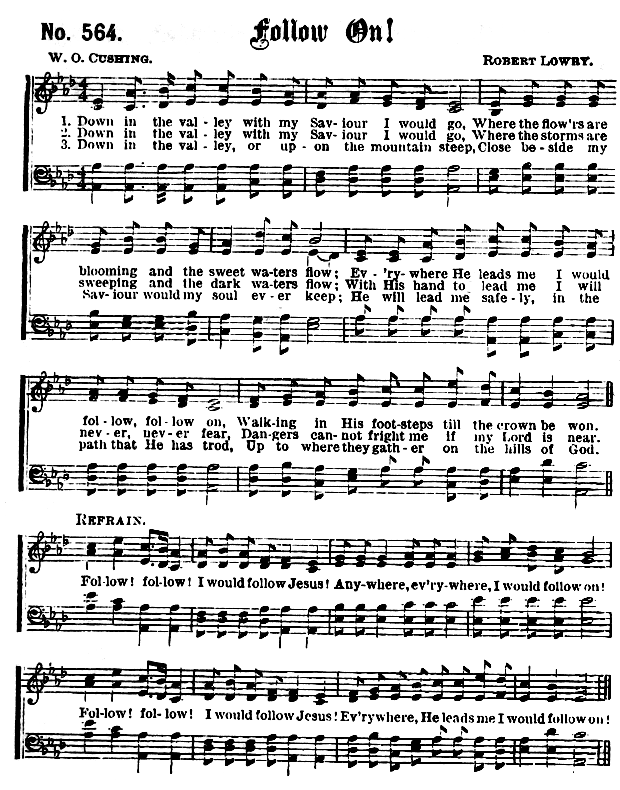 No. 564. Follow On!
W. O. CUSHING. ROBERT LOWRY.
1. Down in the val - ley with my Sav- iour I would go, Where the flow'rs are
2. Down in the val - ley with my Sav- iour I would go, Where the storms are
3. Down in the val - ley, or up - on the mountain steep, Close be - side my
blooming and the sweet wa-ters flow; Ev - 'ry-where He leads me I would
sweeping and the dark wa-ters flow; With His hand to lead me I will
Sav-iour would my soul ev - er keep; He will lead me safe-ly, in the
fol - low, fol - low on, Walk-ing in His foot-steps till the crown be won.
nev - er, uev - er fear, Dan-gers can- not fright me if my Lord is near.
path that He has trod, Up to where they gath - er on the hills of God.
REFRAIN.
Fol-low! fol-low! I would follow Jesus! Any-where, ev'ry-where, I would follow on!
Fol-low! fol- low! I would follow Jesus! Ev'rywhere, He leads me I would follow on!